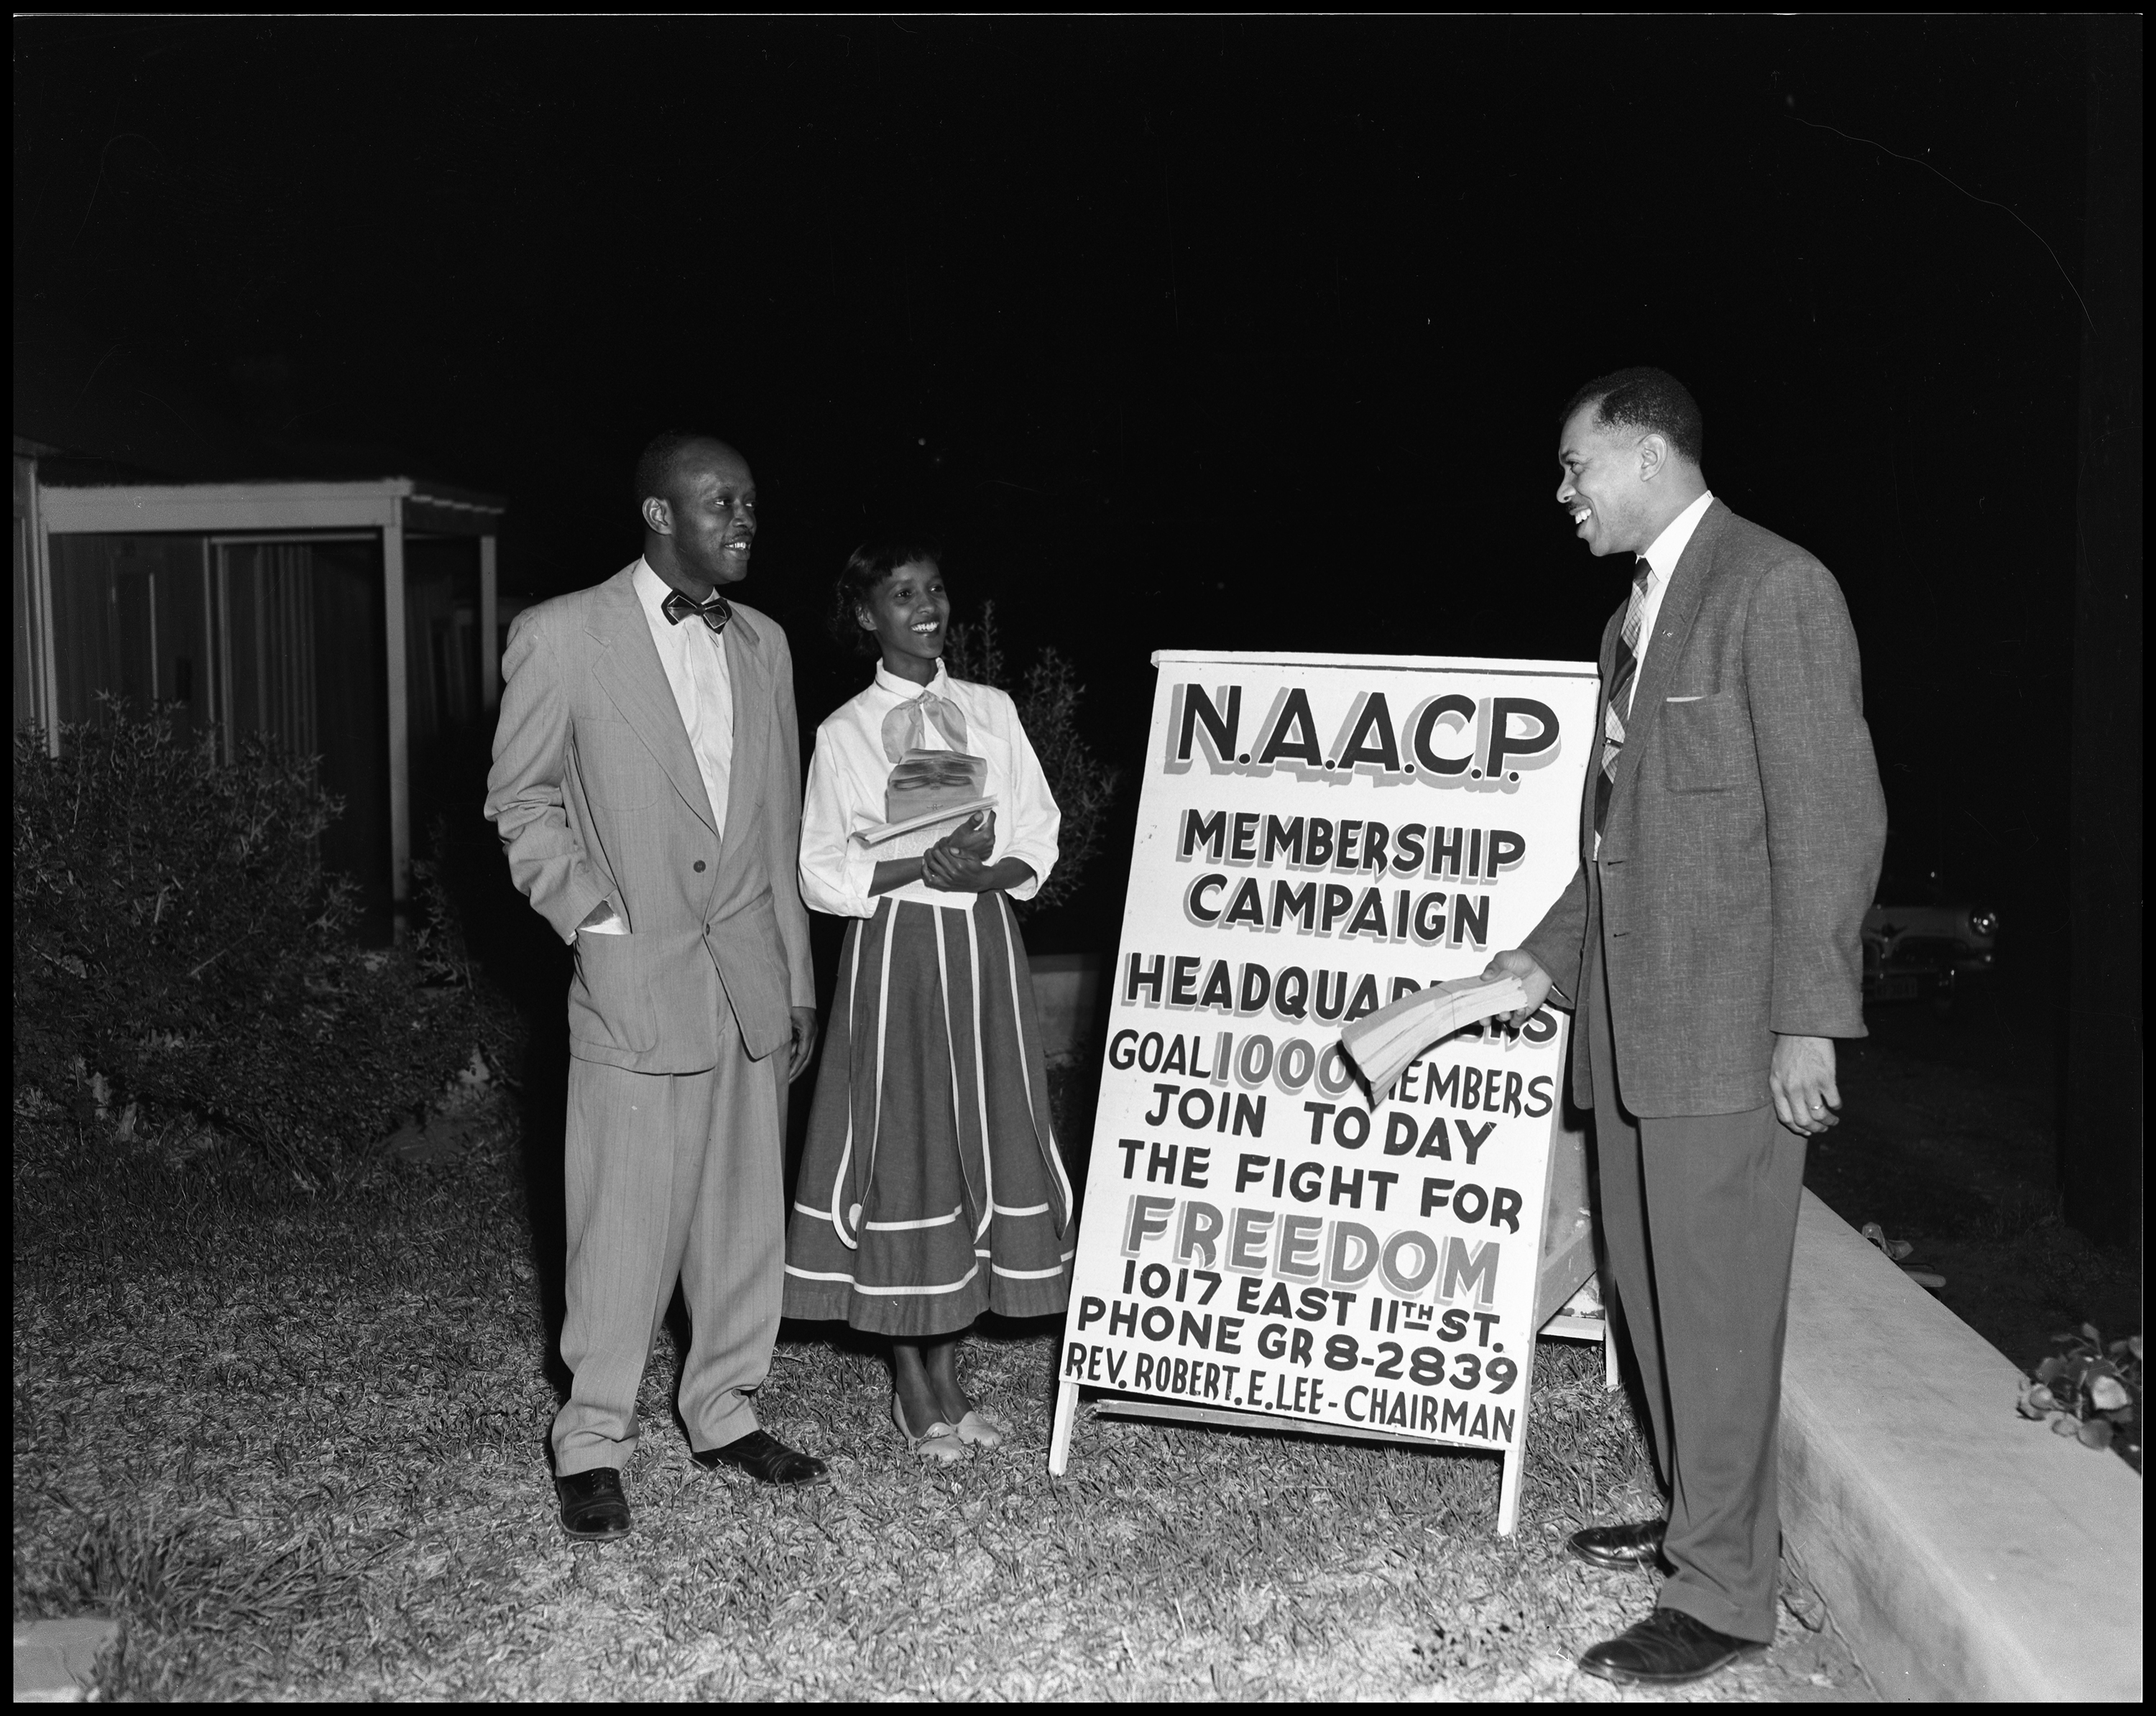 N.A.A.C.P.
MEMBERSHIP
CAMPAIGN
HEADQUARTERS
GOAL 1000 MEMBERS
JOIN TO DAY
THE FIGHT FOR
FREEDOM
1017 EAST 11TH ST.
PHONE GR 8-2839
REV. ROBERT. E. LEE - CHAIRMAN